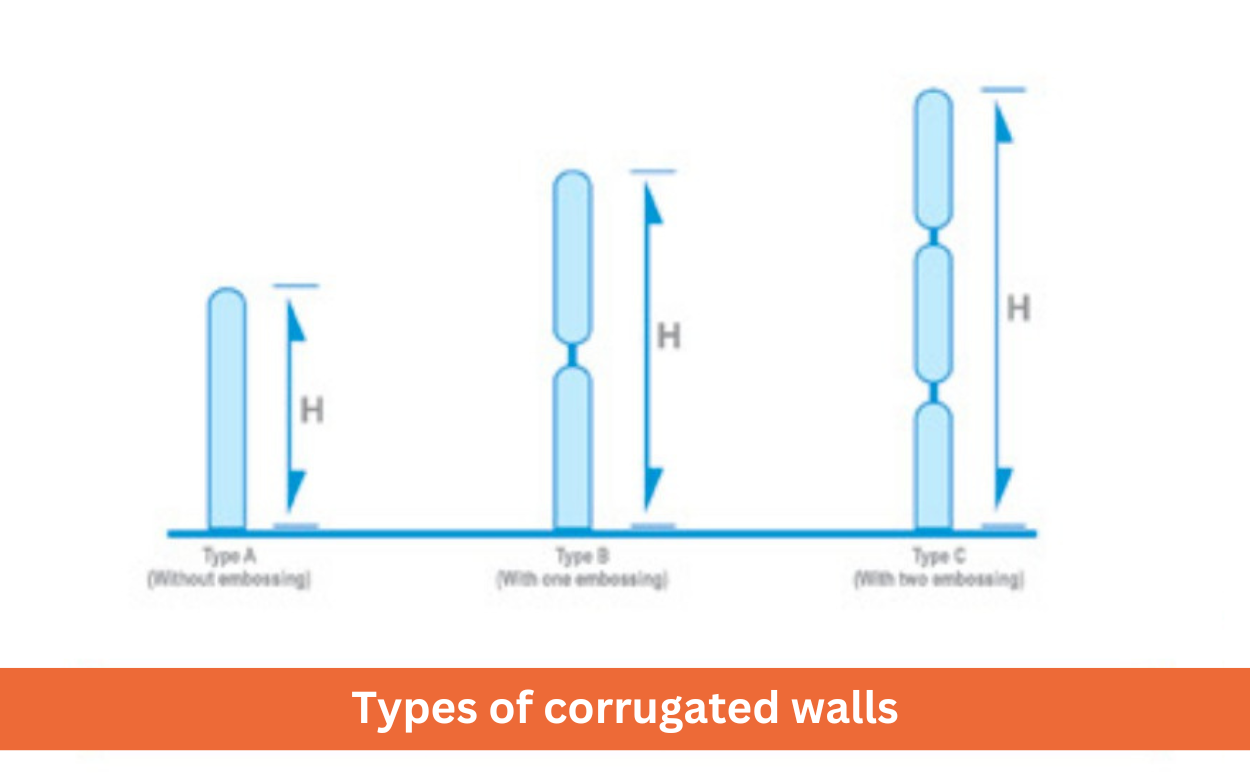 H
H
H
Type A
(Without embossing)
Type B
(With one embossing)
Type C
(With two embossing)
Types of corrugated walls